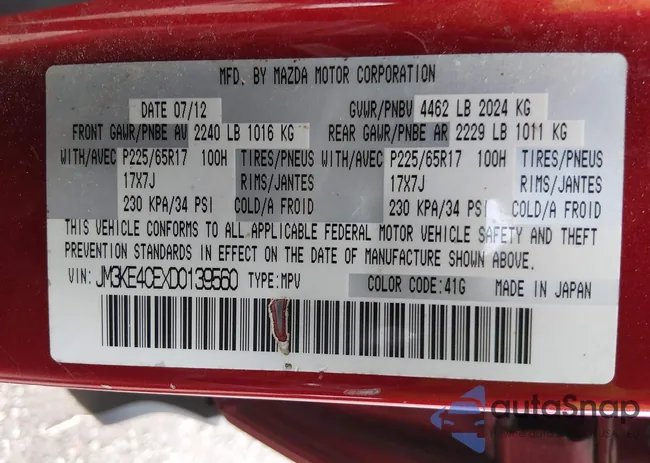 MFD. BY MAZDA MOTOR CORPORATION
DATE 07/12 GVWR/PNBV 4462 LB 2024 KG
FRONT GAWR/PNBE AV 2240 LB 1016 KG REAR GAWR/PNBE AR 2229 LB 1011 KG
WITH/AVEC P225/65R17 100H TIRES/PNEUS WITH/AVEC P225/65R17 100H TIRES/PNEUS
17X7J RIMS/JANTES 17X7J RIMS/JANTES
230 KPA/34 PSI COLD/A FROID 230 KPA/34 PSI COLD/A FROID
THIS VEHICLE CONFORMS TO ALL APPLICABLE FEDERAL MOTOR VEHICLE SAFETY AND THEFT
PREVENTION STANDARDS IN EFFECT ON THE DATE OF MANUFACTURE SHOWN ABOVE.
VIN: JM3KE4CEXD0139560 TYPE:MPV COLOR CODE:41G MADE IN JAPAN
autoSnap